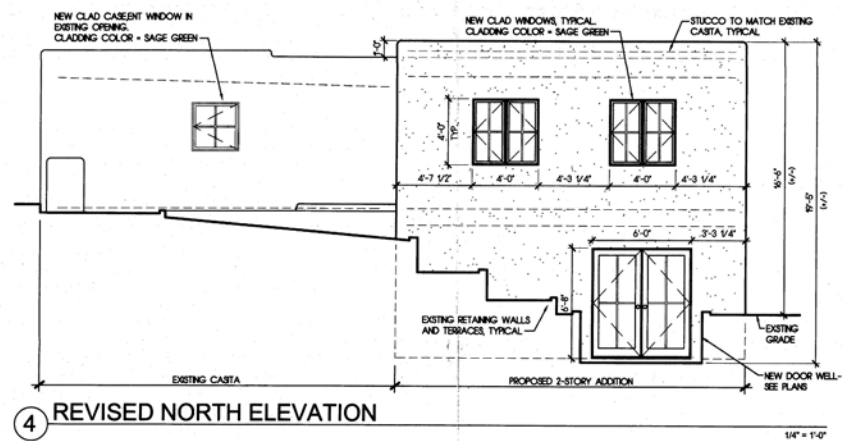 NEW CLAD CASE,ENT WINDOW IN
EXISTING OPENING.
CLADDING COLOR = SAGE GREEN
NEW CLAD WINDOWS, TYPICAL.
CLADDING COLOR = SAGE GREEN
STUCCO TO MATCH EXISTING
CASITA, TYPICAL
4'-0"
TYP.
4'-7 1/2"
4'-0"
4'-3 1/4"
4'-0"
4'-3 1/4"
16'-6"
(+/-)
19'-5"
(+/-)
6'-0"
3'-3 1/4"
6'-8"
EXISTING RETAINING WALLS
AND TERRACES, TYPICAL
EXISTING
GRADE
NEW DOOR WELL-
SEE PLANS
EXISTING CASITA
PROPOSED 2-STORY ADDITION
4 REVISED NORTH ELEVATION
1/4" = 1'-0"